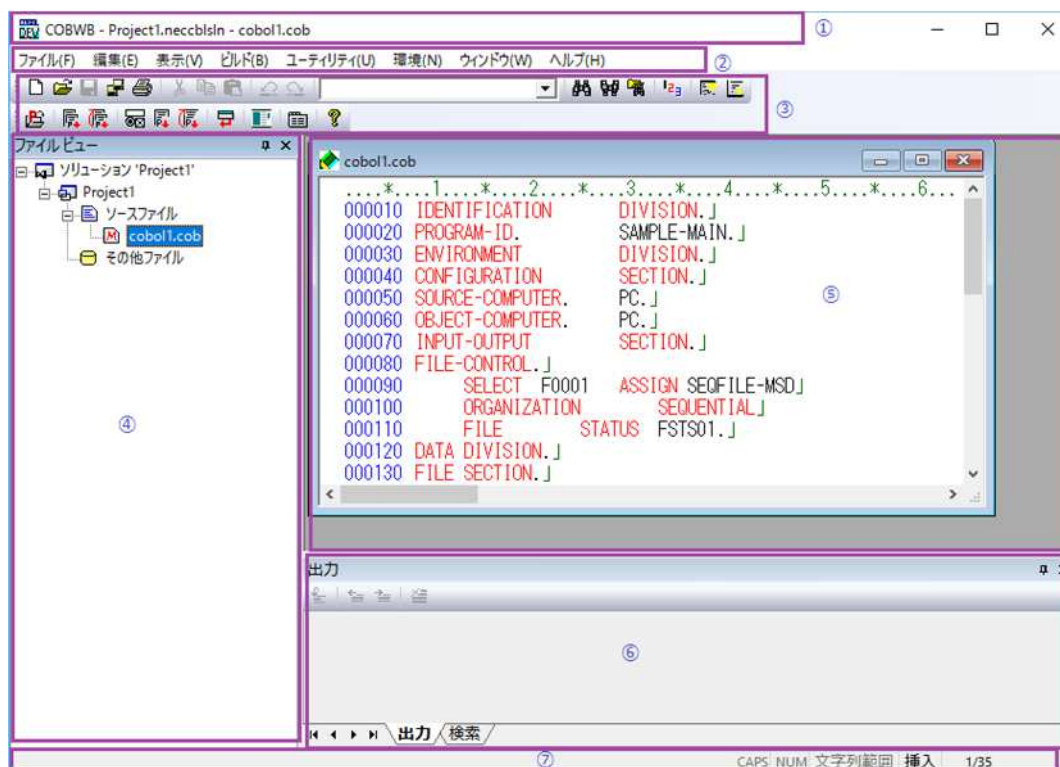 COBWB - Project1.neccblsln - cobol1.cob
①
ファイル(F) 編集(E) 表示(V) ビルド(B) ユーティリティ(U) 環境(N) ウィンドウ(W) ヘルプ(H)
②
③
ファイルビュー
ソリューション 'Project1'
Project1
ソースファイル
cobol1.cob
その他ファイル
④
cobol1.cob
....*....1....*....2....*....3....*....4....*....5....*....6...
000010 IDENTIFICATION DIVISION.」
000020 PROGRAM-ID. SAMPLE-MAIN.」
000030 ENVIRONMENT DIVISION.」
000040 CONFIGURATION SECTION.」
000050 SOURCE-COMPUTER. PC.」
000060 OBJECT-COMPUTER. PC.」
000070 INPUT-OUTPUT SECTION.」
000080 FILE-CONTROL.」
000090 SELECT F0001 ASSIGN SEQFILE-MSD」
000100 ORGANIZATION SEQUENTIAL」
000110 FILE STATUS FSTS01.」
000120 DATA DIVISION.」
000130 FILE SECTION.」
⑤
出力
⑥
出力 検索
⑦
CAPS NUM 文字列範囲 挿入 1/35